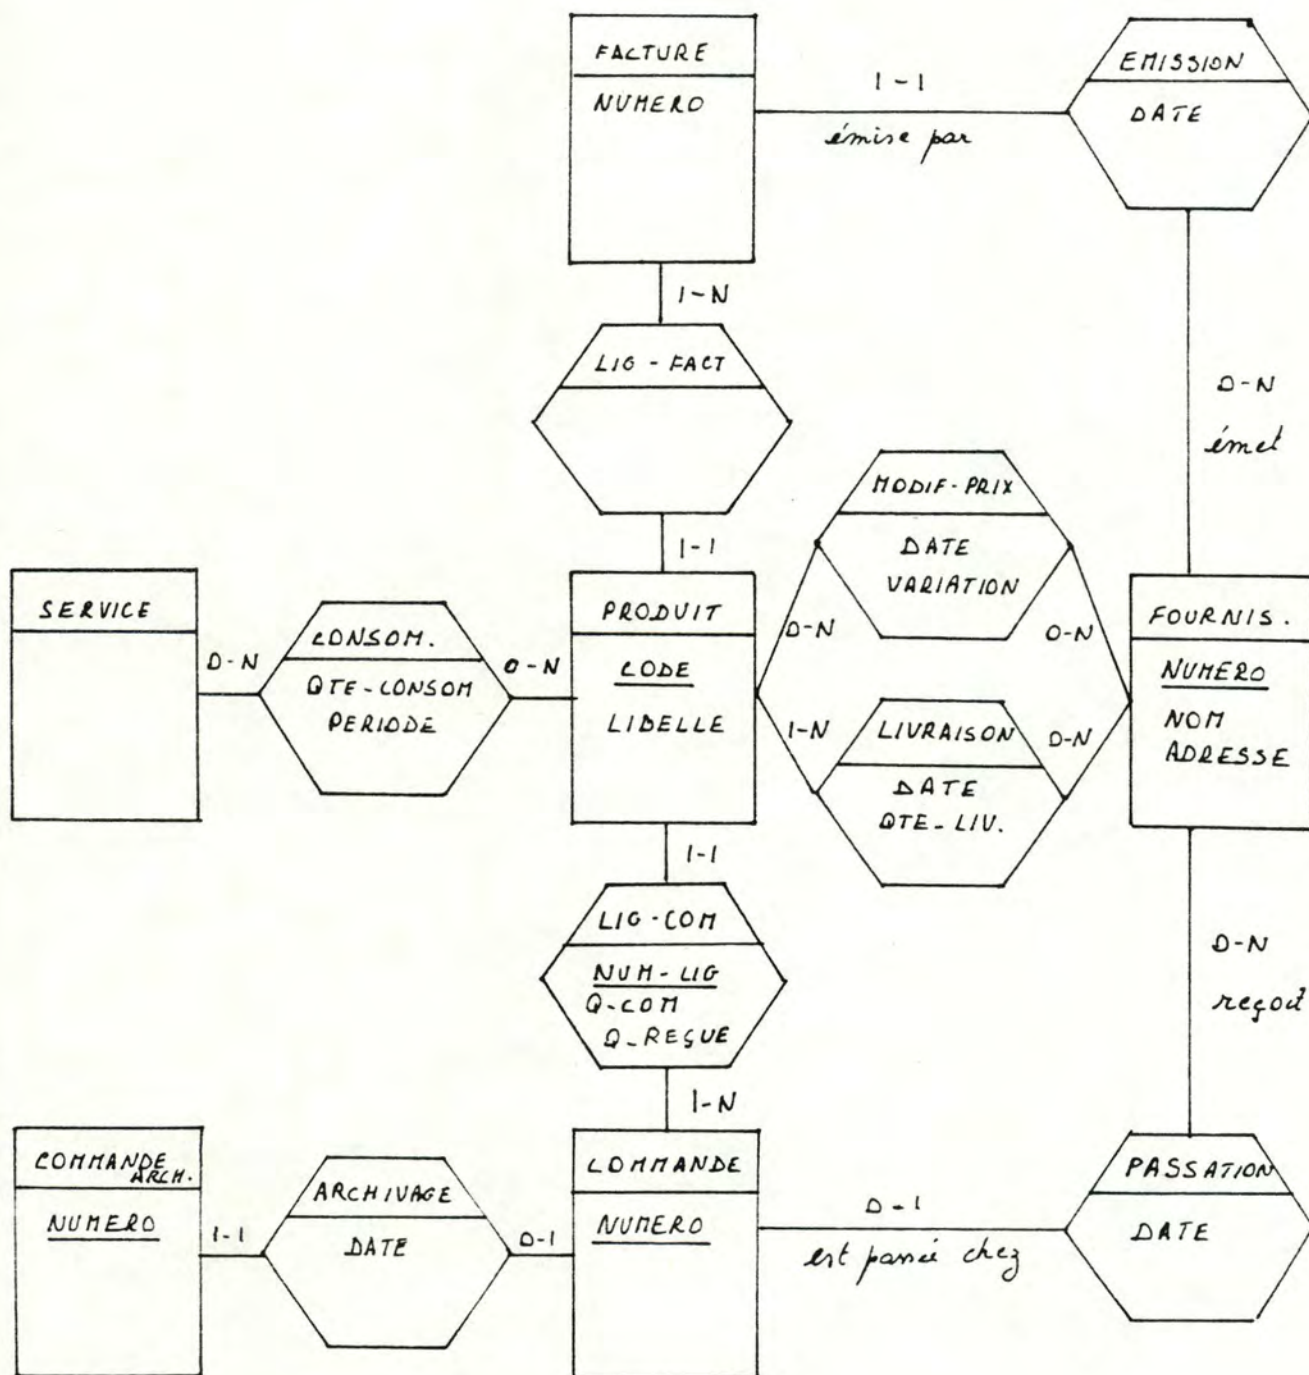 FACTURE
NUMERO
1-1
émise par
EMISSION
DATE
1-N
LIG - FACT
0-N
émet
1-1
MODIF-PRIX
DATE
VARIATION
SERVICE
0-N
CONSOM.
QTE-CONSOM
PERIODE
0-N
PRODUIT
CODE
LIBELLE
0-N
0-N
1-N
LIVRAISON
0-N
DATE
QTE-LIV.
FOURNIS.
NUMERO
NOM
ADRESSE
1-1
LIG-COM
NUM-LIG
Q-COM
Q-REÇUE
1-N
0-N
reçoit
COMMANDE
ARCH.
NUMERO
1-1
ARCHIVAGE
DATE
0-1
COMMANDE
NUMERO
0-1
est passée chez
PASSATION
DATE